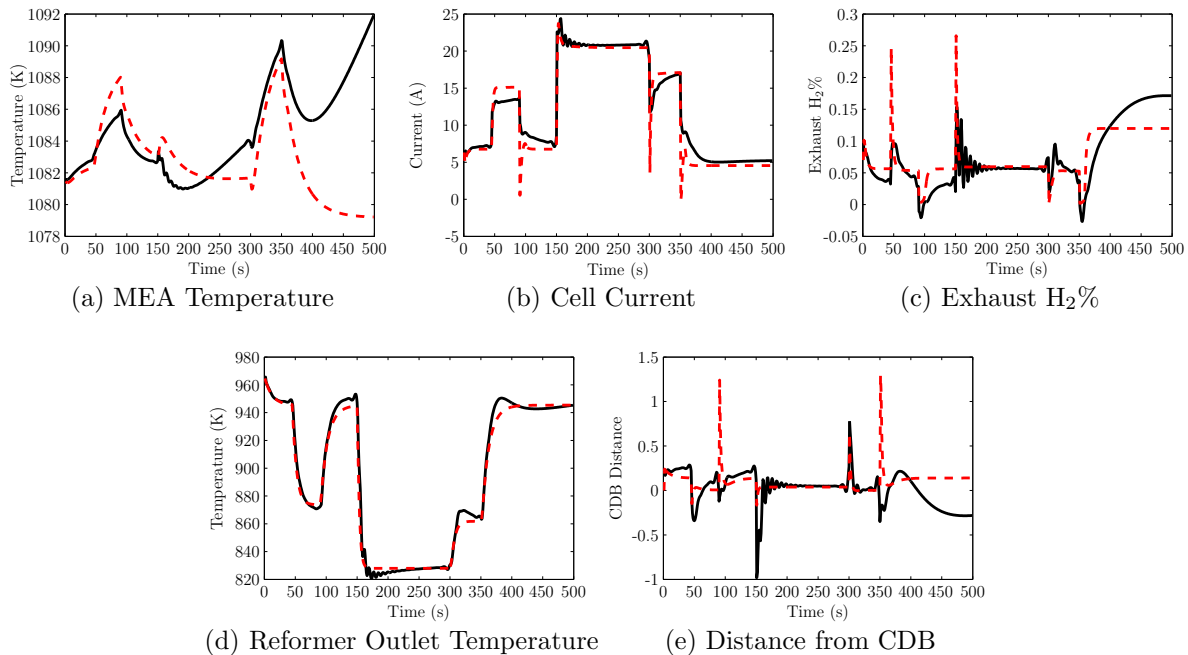 1092
1090
1088
1086
1084
1082
1080
1078
Temperature (K)
0 50 100 150 200 250 300 350 400 450 500
Time (s)
(a) MEA Temperature
25
20
15
10
5
0
-5
Current (A)
0 50 100 150 200 250 300 350 400 450 500
Time (s)
(b) Cell Current
0.3
0.25
0.2
0.15
0.1
0.05
0
-0.05
Exhaust H₂%
0 50 100 150 200 250 300 350 400 450 500
Time (s)
(c) Exhaust H₂%
980
960
940
920
900
880
860
840
820
Temperature (K)
0 50 100 150 200 250 300 350 400 450 500
Time (s)
(d) Reformer Outlet Temperature
1.5
1
0.5
0
-0.5
-1
CDB Distance
0 50 100 150 200 250 300 350 400 450 500
Time (s)
(e) Distance from CDB